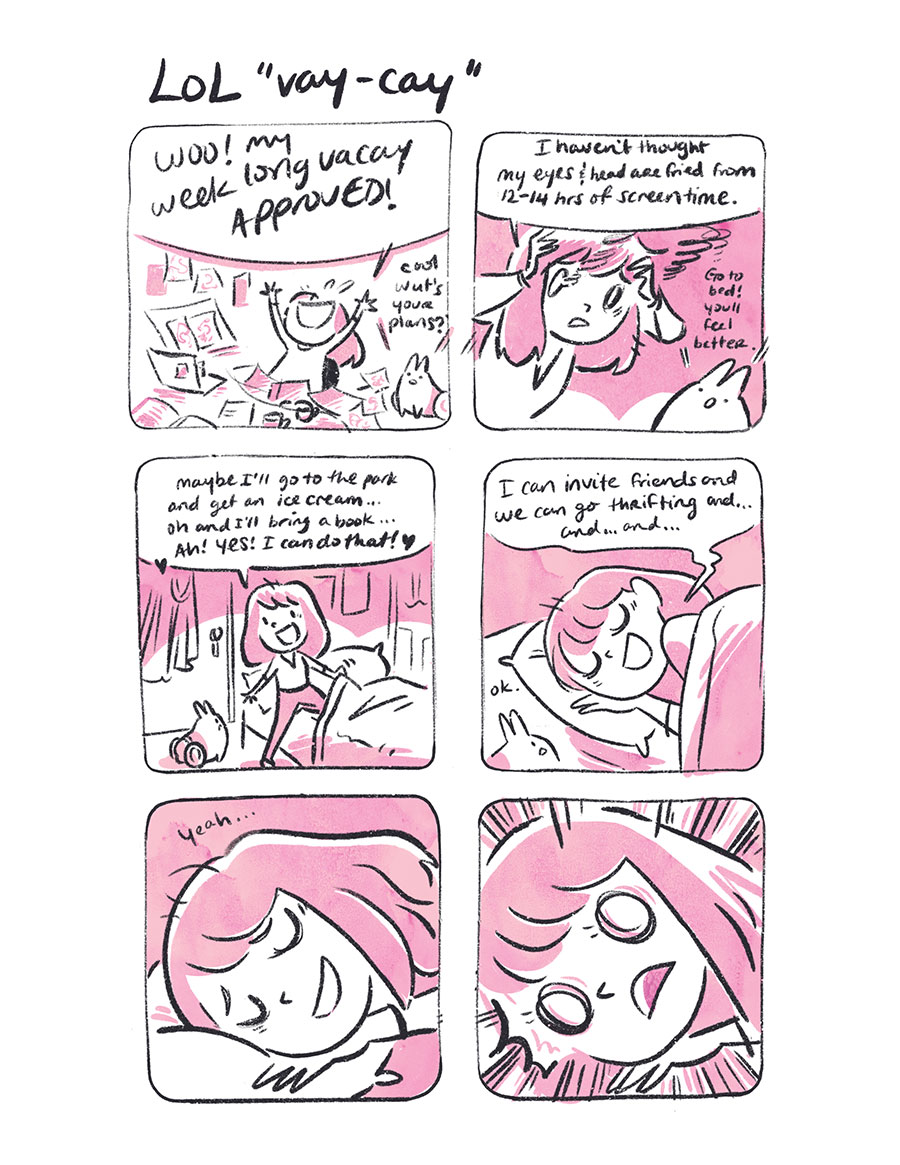 LOL "vay-cay"
WOO! my
week long vacay
APPROVED!
cool
wut's
your
plans?
I haven't thought
my eyes & head are fried from
12-14 hrs of screentime.
Go to
bed!
you'll
feel
better.
maybe I'll go to the park
and get an ice cream...
oh and I'll bring a book...
Ah! yes! I can do that! ♥
I can invite friends and
we can go thrifting and...
and... and...
ok.
yeah...